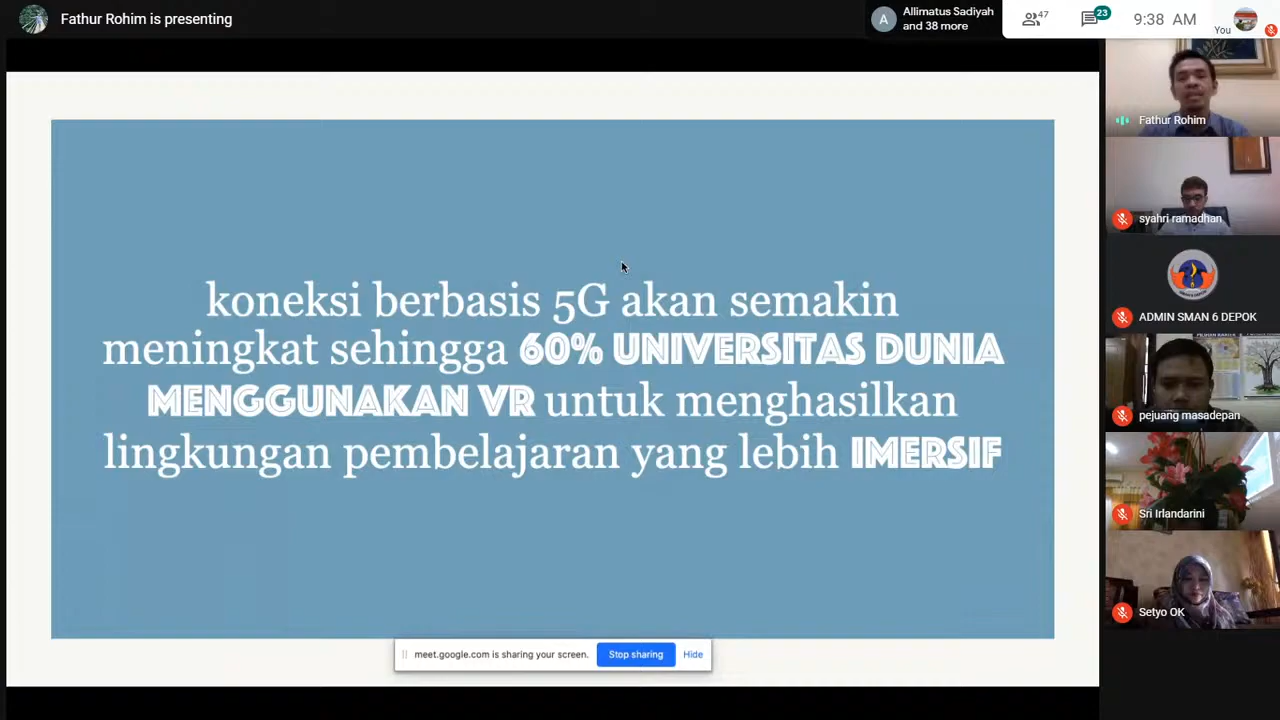 Fathur Rohim is presenting
A
Allimatus Sadiyah
and 38 more
47
23
9:38 AM
You
koneksi berbasis 5G akan semakin
meningkat sehingga 60% UNIVERSITAS DUNIA
MENGGUNAKAN VR untuk menghasilkan
lingkungan pembelajaran yang lebih IMERSIF
meet.google.com is sharing your screen.
Stop sharing
Hide
Fathur Rohim
syahri ramadhan
ADMIN SMAN 6 DEPOK
pejuang masadepan
Sri Irlandarini
Setyo OK